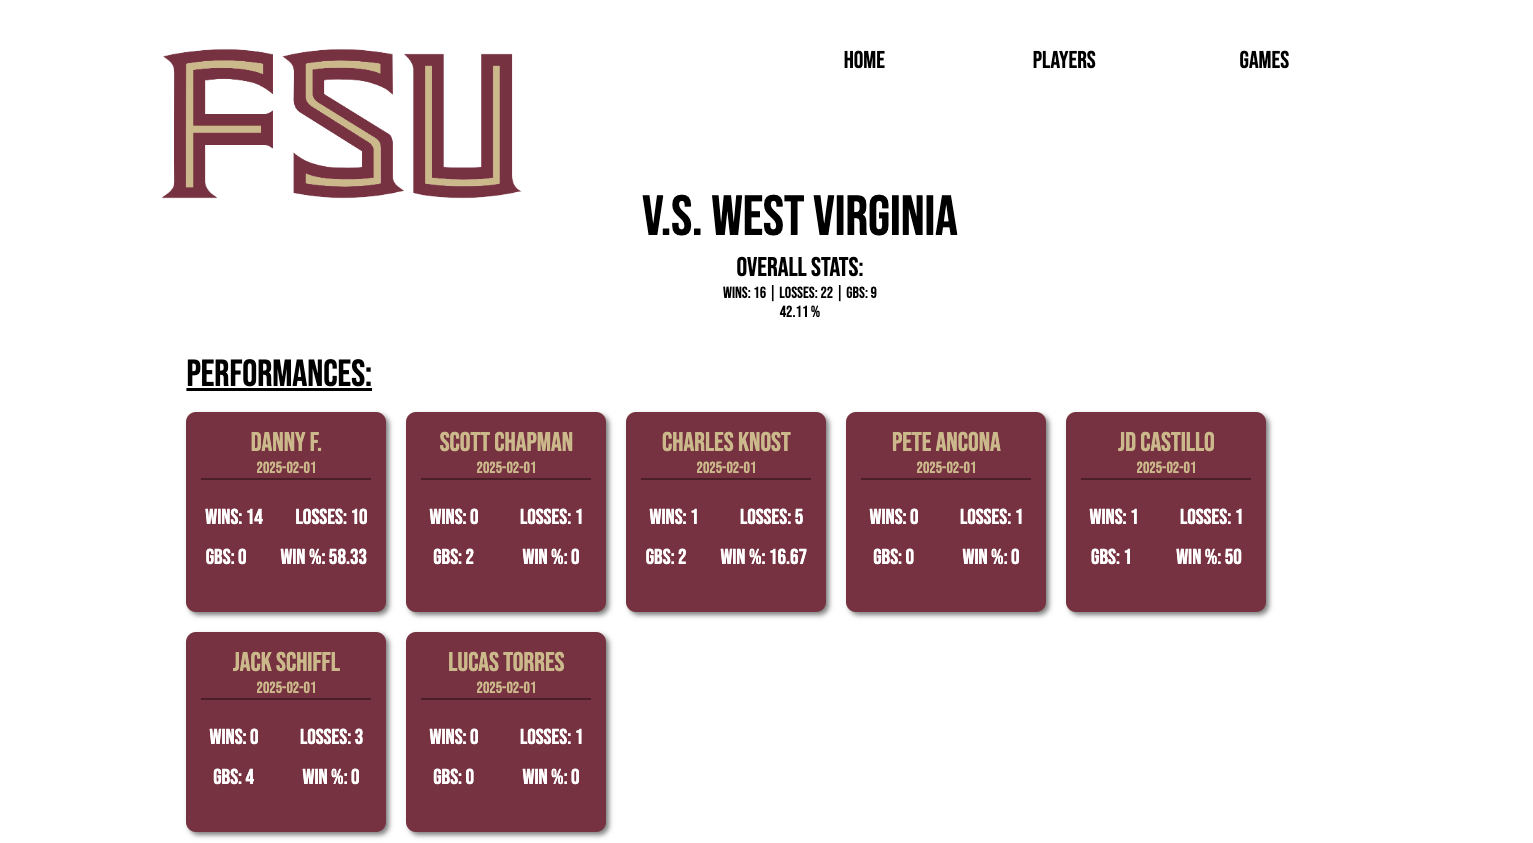 FSU
HOME PLAYERS GAMES
V.S. WEST VIRGINIA
OVERALL STATS:
WINS: 16 | LOSSES: 22 | GBS: 9
42.11 %
PERFORMANCES:
DANNY F.
2025-02-01
WINS: 14 LOSSES: 10
GBS: 0 WIN %: 58.33
SCOTT CHAPMAN
2025-02-01
WINS: 0 LOSSES: 1
GBS: 2 WIN %: 0
CHARLES KNOST
2025-02-01
WINS: 1 LOSSES: 5
GBS: 2 WIN %: 16.67
PETE ANCONA
2025-02-01
WINS: 0 LOSSES: 1
GBS: 0 WIN %: 0
JD CASTILLO
2025-02-01
WINS: 1 LOSSES: 1
GBS: 1 WIN %: 50
JACK SCHIFFL
2025-02-01
WINS: 0 LOSSES: 3
GBS: 4 WIN %: 0
LUCAS TORRES
2025-02-01
WINS: 0 LOSSES: 1
GBS: 0 WIN %: 0